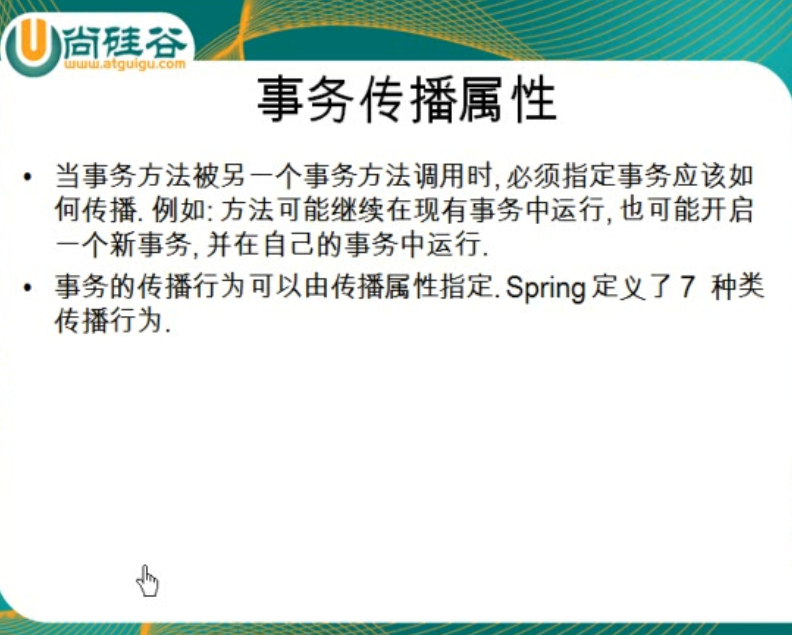 尚硅谷
www.atguigu.com
事务传播属性
• 当事务方法被另一个事务方法调用时, 必须指定事务应该如
何传播. 例如: 方法可能继续在现有事务中运行, 也可能开启
一个新事务, 并在自己的事务中运行.
• 事务的传播行为可以由传播属性指定. Spring 定义了 7 种类
传播行为.